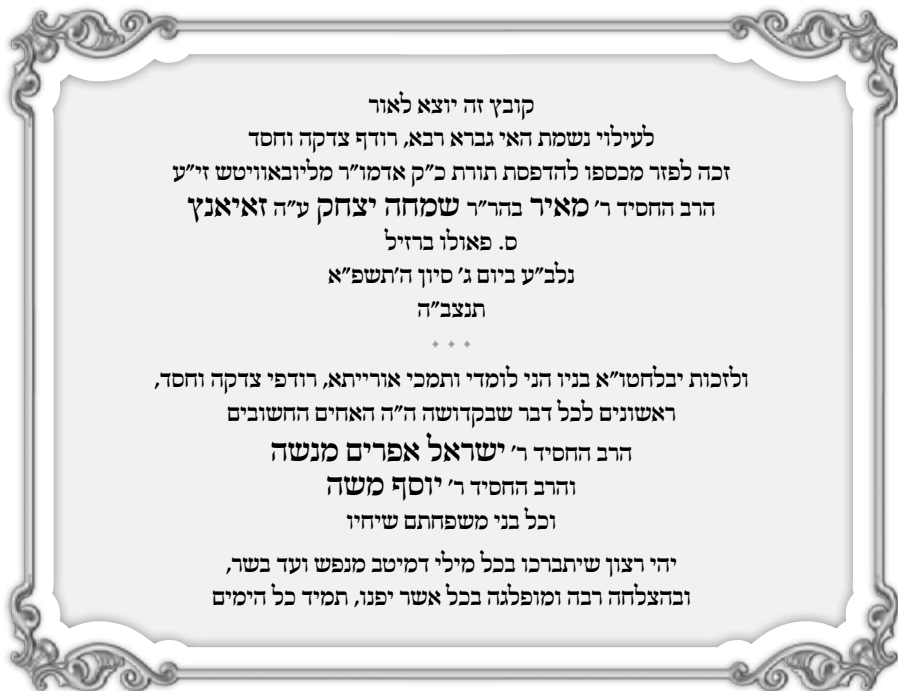 קובץ זה יוצא לאור
לעילוי נשמת האי גברא רבא, רודף צדקה וחסד
זכה לפזר מכספו להדפסת תורת כ״ק אדמו״ר מליובאוויטש זי״ע
הרב החסיד ר׳ מאיר בהר״ר שמחה יצחק ע״ה זאיאנץ
ס. פאולו ברזיל
נלב״ע ביום ג׳ סיון ה׳תשפ״א
תנצב״ה
ולזכות יבלחטו״א בניו הני לומדי ותמכי אורייתא, רודפי צדקה וחסד,
ראשונים לכל דבר שבקדושה ה״ה האחים החשובים
הרב החסיד ר׳ ישראל אפרים מנשה
והרב החסיד ר׳ יוסף משה
וכל בני משפחתם שיחיו
יהי רצון שיתברכו בכל מילי דמיטב מנפש ועד בשר,
ובהצלחה רבה ומופלגה בכל אשר יפנו, תמיד כל הימים